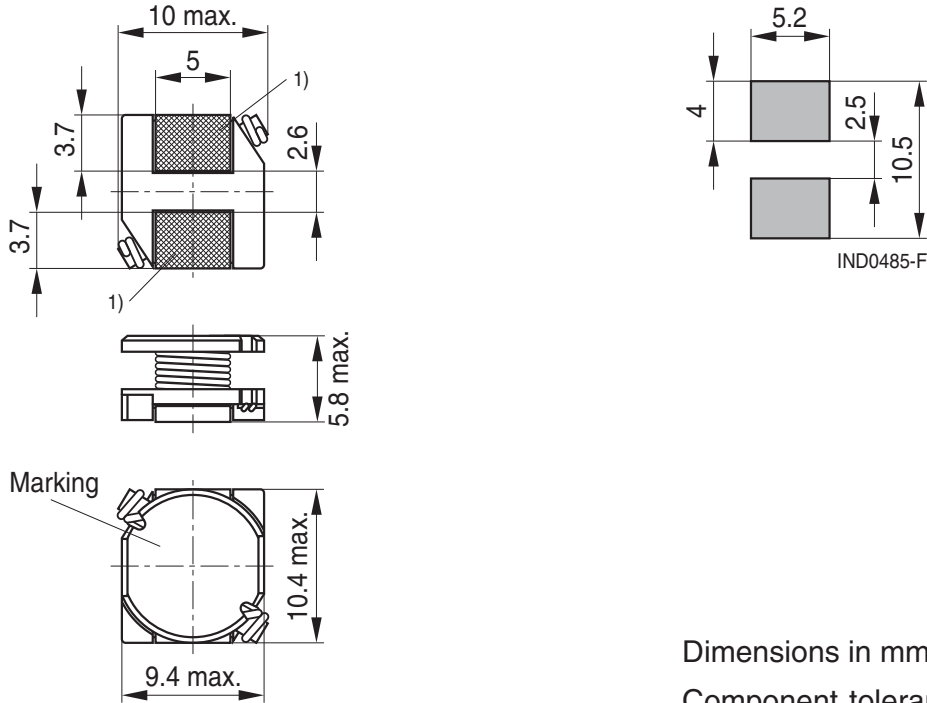 10 max.
5
1)
3.7
2.6
3.7
1)
5.8 max.
Marking
10.4 max.
9.4 max.
5.2
4
2.5
10.5
IND0485-F
Dimensions in mm